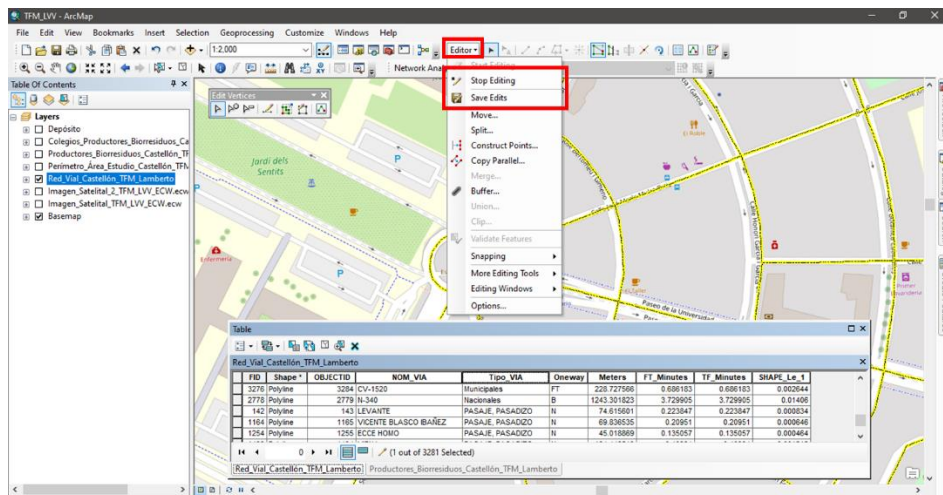 TFM_LVV - ArcMap
File Edit View Bookmarks Insert Selection Geoprocessing Customize Windows Help
1:2.000
Editor
Network Anal
Table Of Contents
Layers
Depósito
Colegios_Productores_Biorresiduos_Ca
Productores_Biorresiduos_Castellón_TF
Perímetro_Área_Estudio_Castellón_TFM
Red_Vial_Castellón_TFM_Lamberto
Imagen_Satelital_2_TFM_LVV_ECW.ecw
Imagen_Satelital_TFM_LVV_ECW.ecw
Basemap
Edit Vertices
Start Editing
Stop Editing
Save Edits
Move...
Split...
Construct Points...
Copy Parallel...
Merge...
Buffer...
Union...
Clip...
Validate Features
Snapping
More Editing Tools
Editing Windows
Options...
Jardí dels
Sentits
P
P
P
Enfermería
El Roble
Paseo de la Universidad
Table
Red_Vial_Castellón_TFM_Lamberto
FID Shape * OBJECTID NOM_VIA Tipo_VIA Oneway Meters FT_Minutes TF_Minutes SHAPE_Le_1
3276 Polyline 3284 CV-1520 Municipales FT 228.727566 0.686183 0.686183 0.002644
2778 Polyline 2779 N-340 Nacionales B 1243.301823 3.729905 3.729905 0.01406
142 Polyline 143 LEVANTE PASAJE, PASADIZO N 74.615601 0.223847 0.223847 0.000834
1164 Polyline 1165 VICENTE BLASCO IBAÑEZ PASAJE, PASADIZO N 69.836535 0.20951 0.20951 0.000646
1254 Polyline 1255 ECCE HOMO PASAJE, PASADIZO N 45.018869 0.135057 0.135057 0.000464
0 (1 out of 3281 Selected)
Red_Vial_Castellón_TFM_Lamberto Productores_Biorresiduos_Castellón_TFM_Lamberto